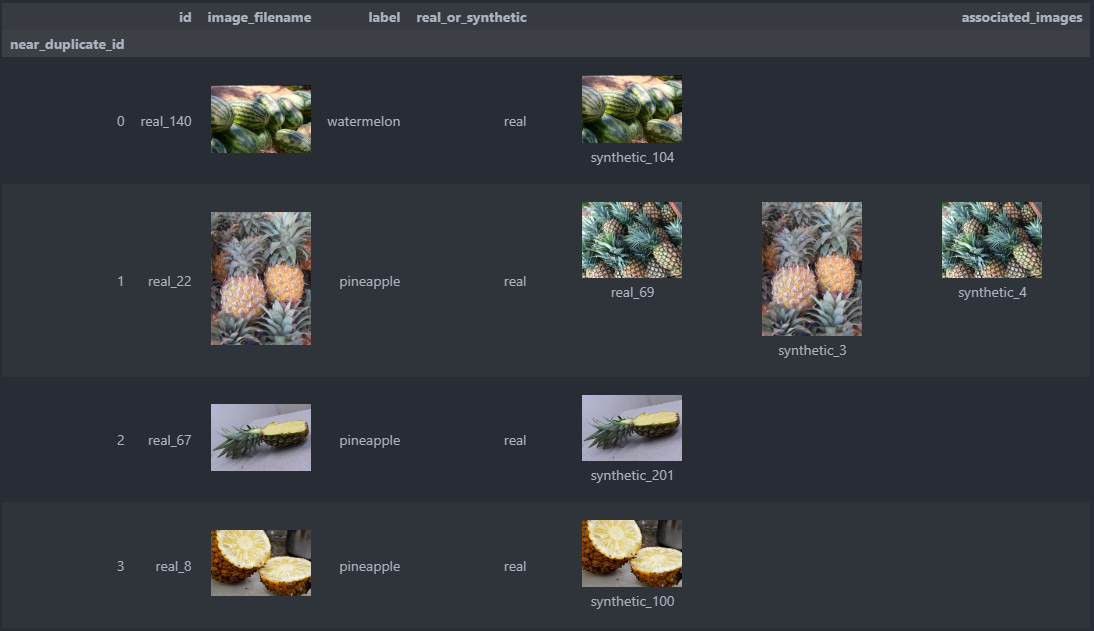 id image_filename label real_or_synthetic associated_images
near_duplicate_id
0 real_140 watermelon real
synthetic_104
1 real_22 pineapple real
real_69
synthetic_3
synthetic_4
2 real_67 pineapple real
synthetic_201
3 real_8 pineapple real
synthetic_100